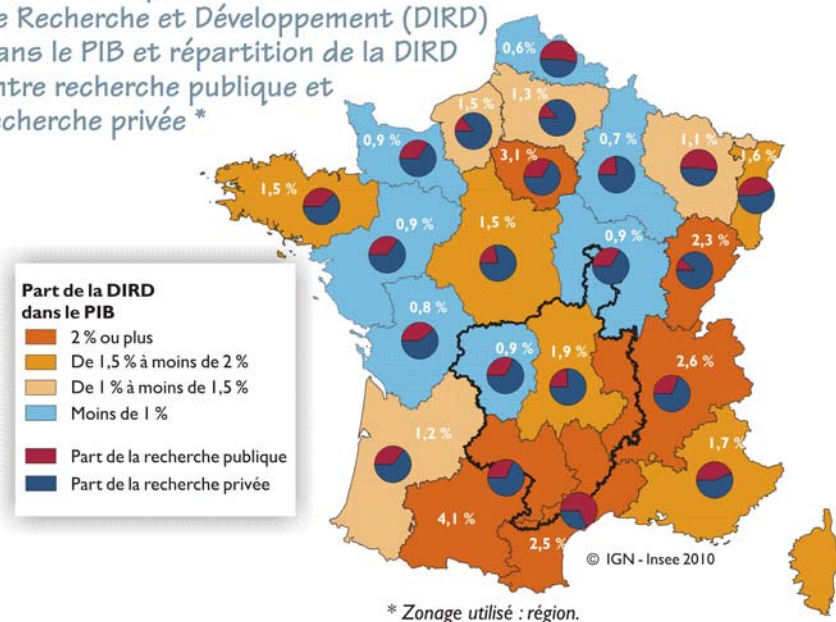 Recherche et Développement (DIRD)
dans le PIB et répartition de la DIRD
entre recherche publique et
recherche privée *
0,6%
1,5 %
1,3 %
0,9 %
0,7 %
1,1 %
1,6 %
3,1 %
1,5 %
0,9 %
1,5 %
0,9 %
2,3 %
0,8 %
0,9 %
1,9 %
2,6 %
1,2 %
1,7 %
4,1 %
2,5 %
Part de la DIRD
dans le PIB
2 % ou plus
De 1,5 % à moins de 2 %
De 1 % à moins de 1,5 %
Moins de 1 %
Part de la recherche publique
Part de la recherche privée
© IGN - Insee 2010
* Zonage utilisé : région.